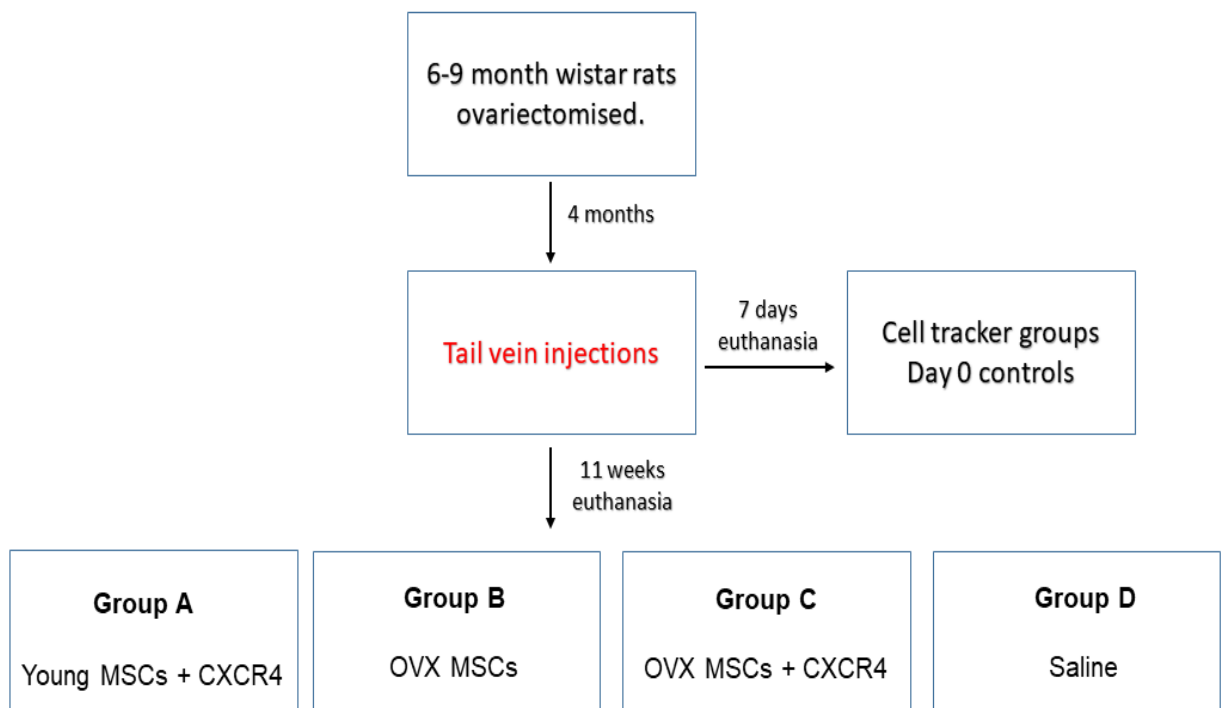 6-9 month wistar rats
ovariectomised.
4 months
Tail vein injections
7 days
euthanasia
Cell tracker groups
Day 0 controls
11 weeks
euthanasia
Group A
Young MSCs + CXCR4
Group B
OVX MSCs
Group C
OVX MSCs + CXCR4
Group D
Saline